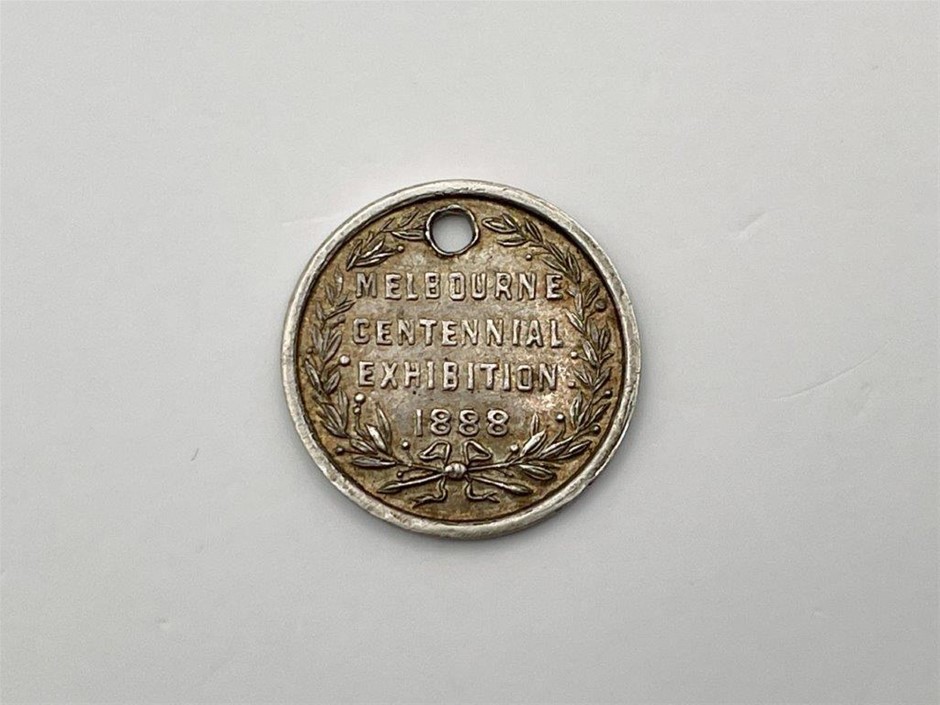 MELBOURNE
CENTENNIAL
EXHIBITION
1888